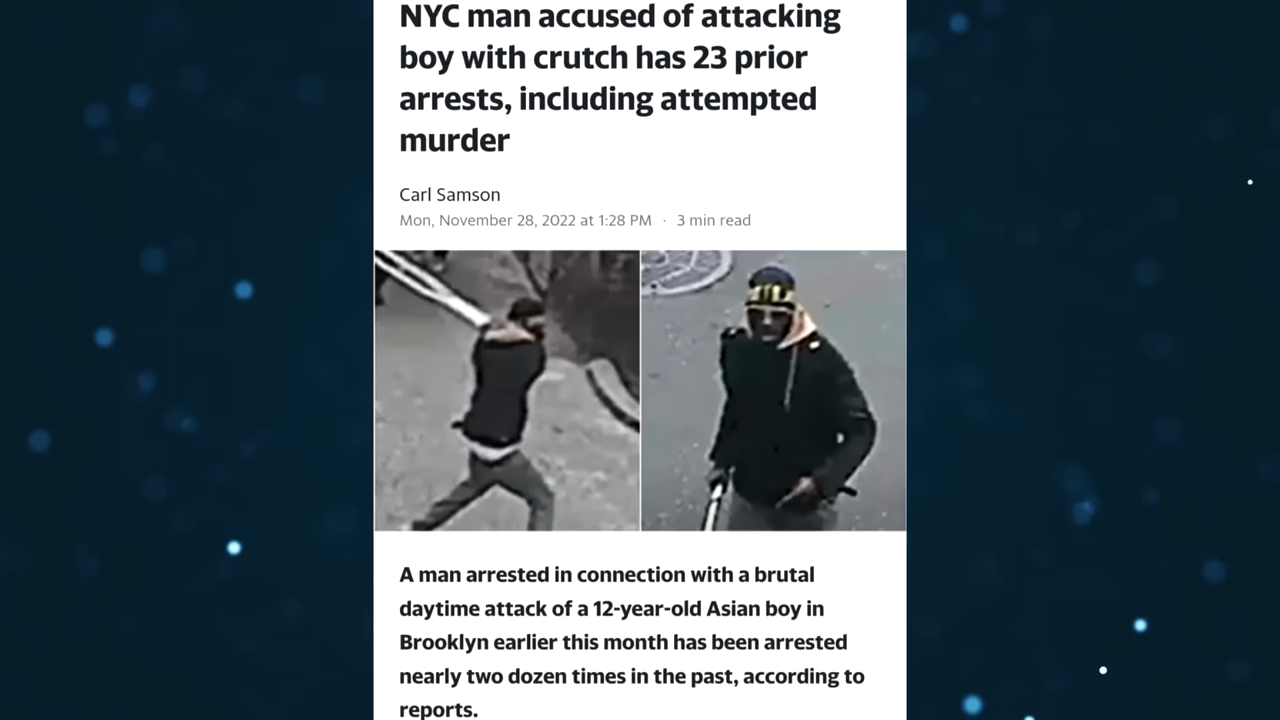 NYC man accused of attacking
boy with crutch has 23 prior
arrests, including attempted
murder
Carl Samson
Mon, November 28, 2022 at 1:28 PM · 3 min read
A man arrested in connection with a brutal
daytime attack of a 12-year-old Asian boy in
Brooklyn earlier this month has been arrested
nearly two dozen times in the past, according to
reports.